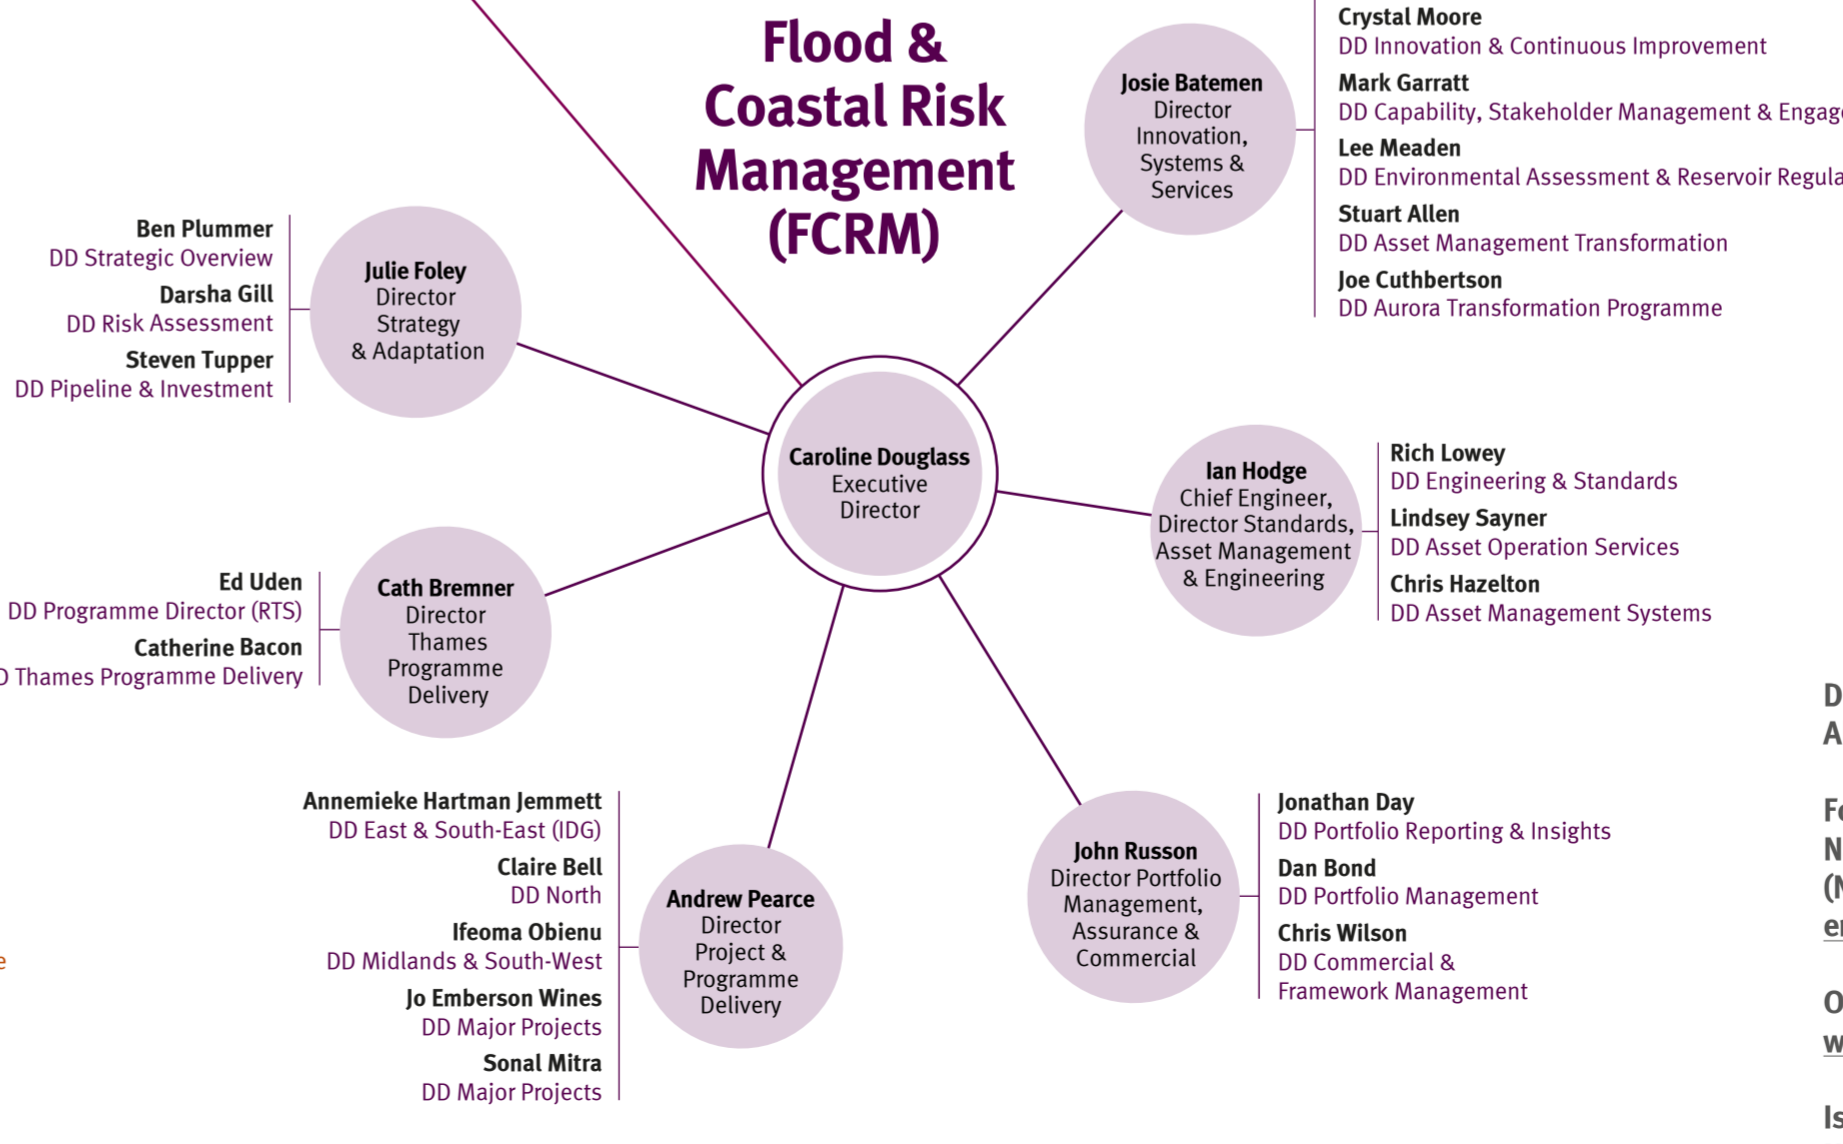 Flood &
Coastal Risk
Management
(FCRM)
Josie Batemen
Director
Innovation,
Systems &
Services
Crystal Moore
DD Innovation & Continuous Improvement
Mark Garratt
DD Capability, Stakeholder Management &
Lee Meaden
DD Environmental Assessment & Reservoir
Stuart Allen
DD Asset Management Transformation
Joe Cuthbertson
DD Aurora Transformation Programme
Ben Plummer
DD Strategic Overview
Darsha Gill
DD Risk Assessment
Steven Tupper
DD Pipeline & Investment
Julie Foley
Director
Strategy
& Adaptation
Caroline Douglass
Executive
Director
Ian Hodge
Chief Engineer,
Director Standards,
Asset Management
& Engineering
Rich Lowey
DD Engineering & Standards
Lindsey Sayner
DD Asset Operation Services
Chris Hazelton
DD Asset Management Systems
Ed Uden
DD Programme Director (RTS)
Catherine Bacon
Thames Programme Delivery
Cath Bremner
Director
Thames
Programme
Delivery
Annemieke Hartman Jemmett
DD East & South-East (IDG)
Claire Bell
DD North
Ifeoma Obienu
DD Midlands & South-West
Jo Emberson Wines
DD Major Projects
Sonal Mitra
DD Major Projects
Andrew Pearce
Director
Project &
Programme
Delivery
John Russon
Director Portfolio
Management,
Assurance &
Commercial
Jonathan Day
DD Portfolio Reporting & Insights
Dan Bond
DD Portfolio Management
Chris Wilson
DD Commercial &
Framework Management